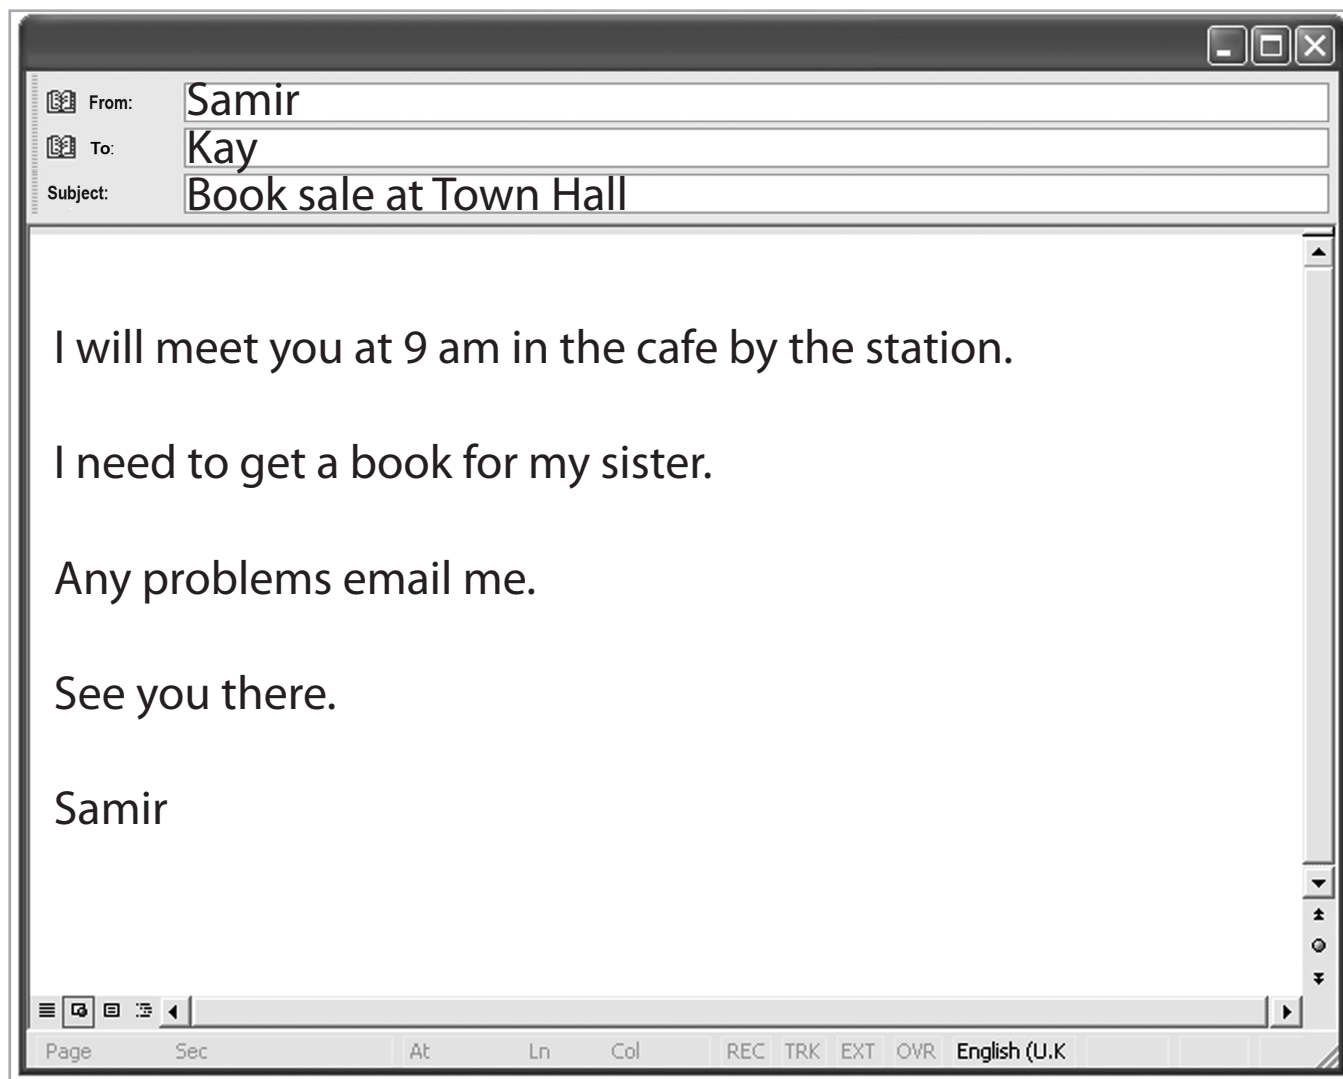 From: Samir
To: Kay
Subject: Book sale at Town Hall
I will meet you at 9 am in the cafe by the station.
I need to get a book for my sister.
Any problems email me.
See you there.
Samir
Page Sec At Ln Col REC TRK EXT OVR English (U.K